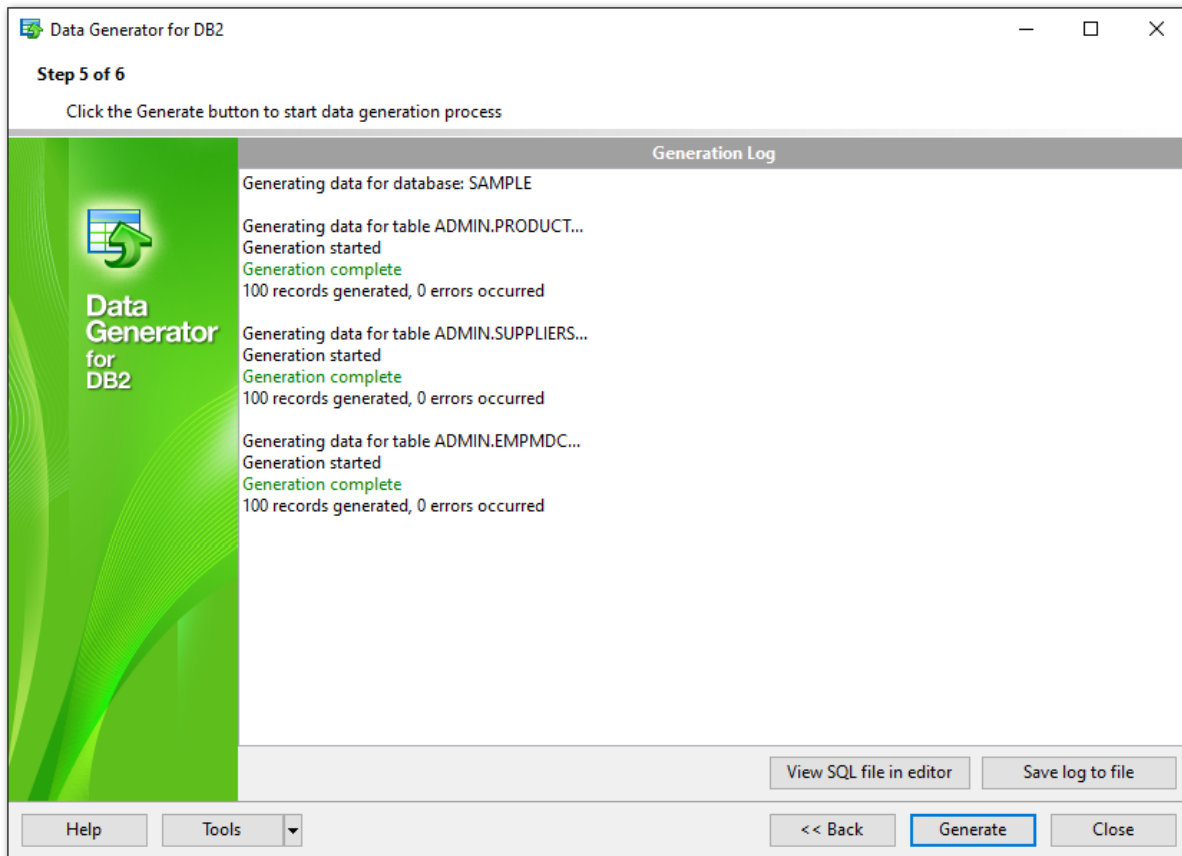 Data Generator for DB2
Step 5 of 6
Click the Generate button to start data generation process
Data
Generator
for
DB2
Generation Log
Generating data for database: SAMPLE
Generating data for table ADMIN.PRODUCT...
Generation started
Generation complete
100 records generated, 0 errors occurred
Generating data for table ADMIN.SUPPLIERS...
Generation started
Generation complete
100 records generated, 0 errors occurred
Generating data for table ADMIN.EMPMDC...
Generation started
Generation complete
100 records generated, 0 errors occurred
View SQL file in editor
Save log to file
Help
Tools
<< Back
Generate
Close